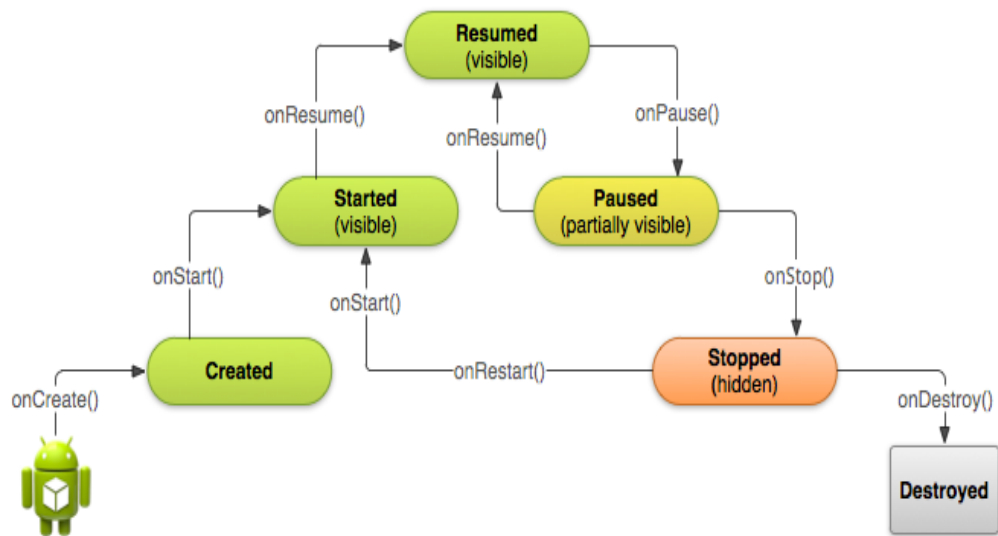 Resumed
(visible)
onResume()
onResume()
onPause()
Started
(visible)
Paused
(partially visible)
onStart()
onStart()
onStop()
Created
onRestart()
Stopped
(hidden)
onCreate()
onDestroy()
Destroyed